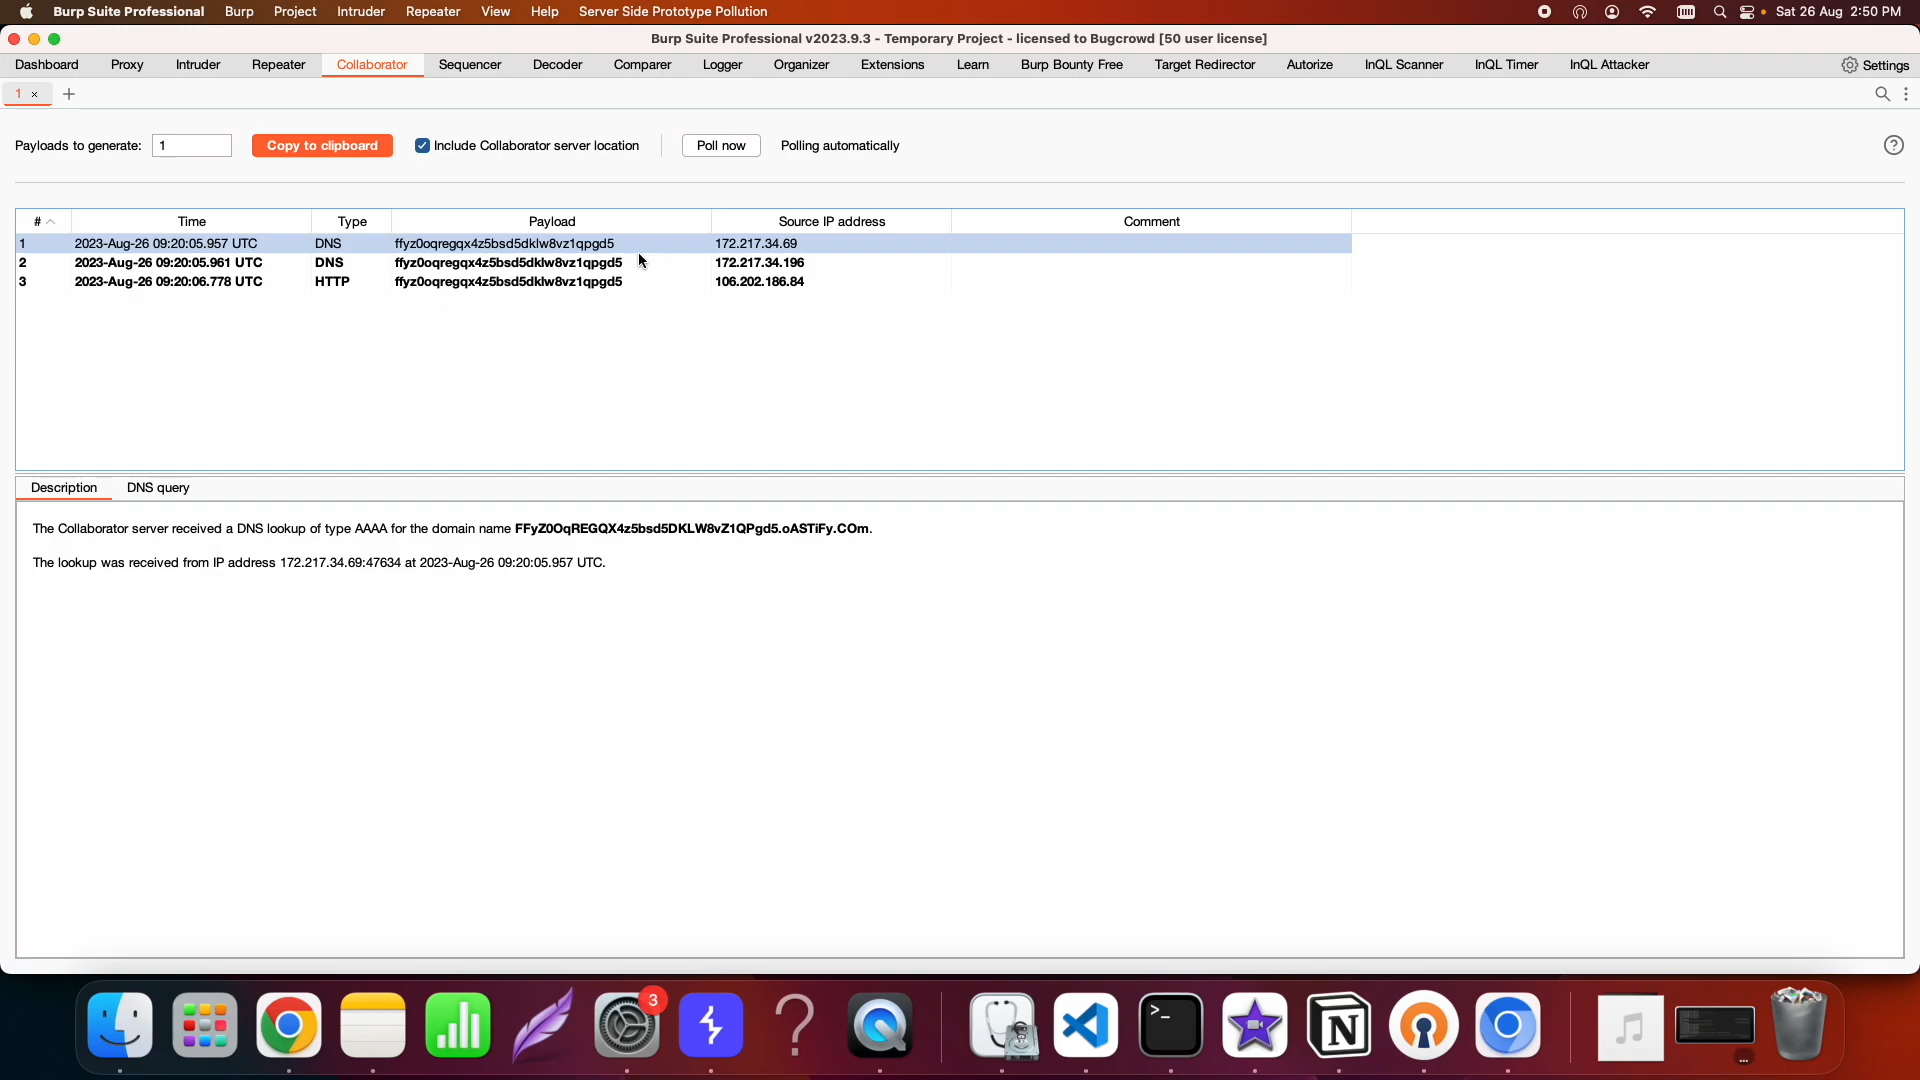 Burp Suite Professional Burp Project Intruder Repeater View Help Server Side Prototype Pollution Sat 26 Aug 2:50 PM
Burp Suite Professional v2023.9.3 - Temporary Project - licensed to Bugcrowd [50 user license]
Dashboard Proxy Intruder Repeater Collaborator Sequencer Decoder Comparer Logger Organizer Extensions Learn Burp Bounty Free Target Redirector Autorize InQL Scanner InQL Timer InQL Attacker Settings
1 × +
Payloads to generate: 1 Copy to clipboard Include Collaborator server location Poll now Polling automatically ?
# Time Type Payload Source IP address Comment
1 2023-Aug-26 09:20:05.957 UTC DNS ffyz0oqregqx4z5bsd5dklw8vz1qpgd5 172.217.34.69
2 2023-Aug-26 09:20:05.961 UTC DNS ffyz0oqregqx4z5bsd5dklw8vz1qpgd5 172.217.34.196
3 2023-Aug-26 09:20:06.778 UTC HTTP ffyz0oqregqx4z5bsd5dklw8vz1qpgd5 106.202.186.84
Description DNS query
The Collaborator server received a DNS lookup of type AAAA for the domain name FFyZ0OqREGQX4z5bsd5DKLW8vZ1QPgd5.oASTiFy.COm.
The lookup was received from IP address 172.217.34.69:47634 at 2023-Aug-26 09:20:05.957 UTC.
3